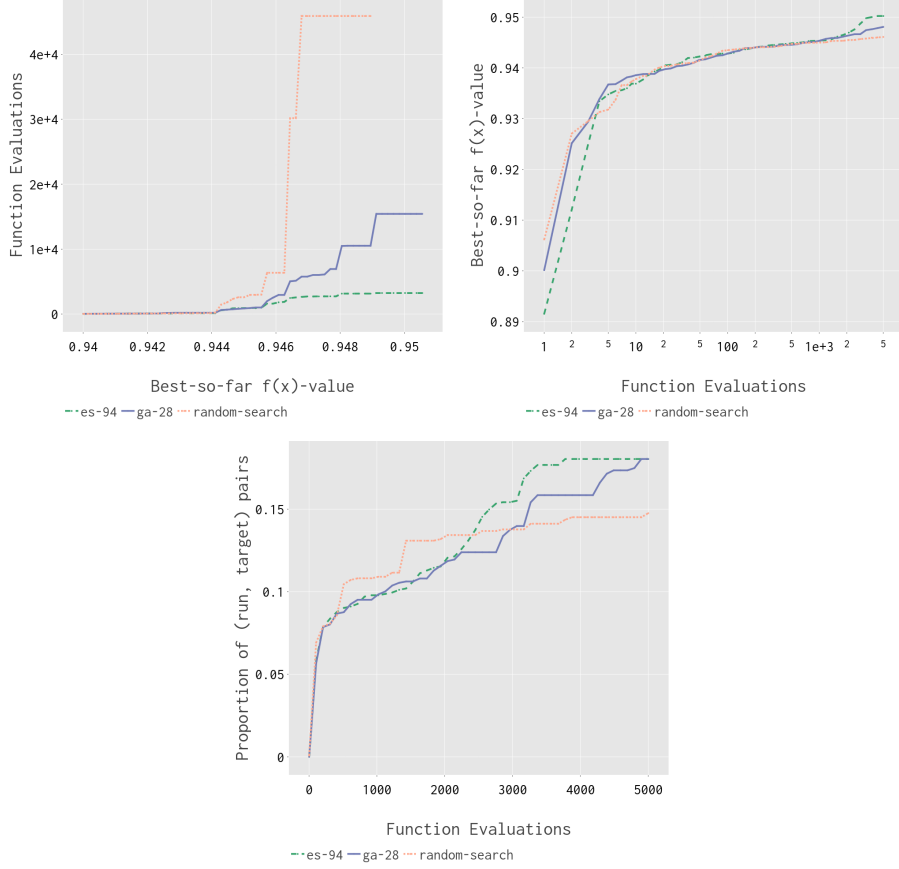 Function Evaluations
4e+4
3e+4
2e+4
1e+4
0
0.94 0.942 0.944 0.946 0.948 0.95
Best-so-far f(x)-value
es-94 ga-28 random-search
Best-so-far f(x)-value
0.95
0.94
0.93
0.92
0.91
0.9
0.89
1 2 5 10 2 5 100 2 5 1e+3 2 5
Function Evaluations
es-94 ga-28 random-search
Proportion of (run, target) pairs
0.15
0.1
0.05
0
0 1000 2000 3000 4000 5000
Function Evaluations
es-94 ga-28 random-search